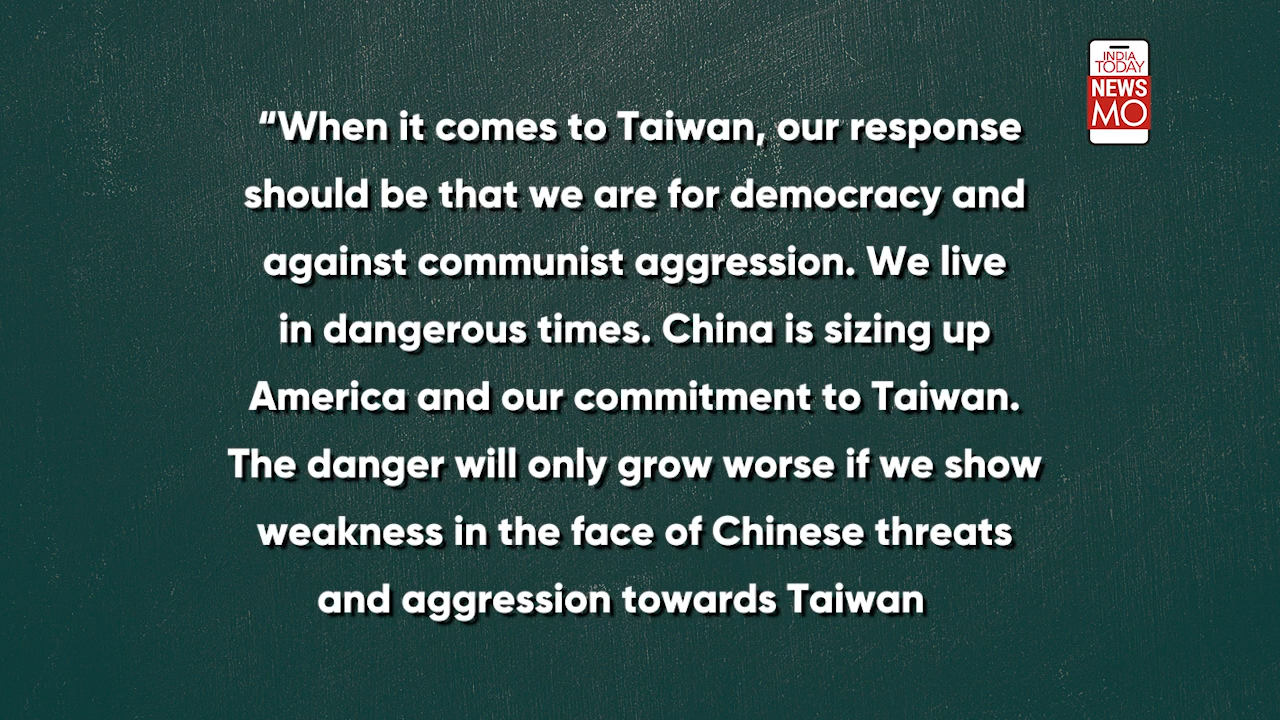 INDIA
TODAY
NEWS
MO
“When it comes to Taiwan, our response
should be that we are for democracy and
against communist aggression. We live
in dangerous times. China is sizing up
America and our commitment to Taiwan.
The danger will only grow worse if we show
weakness in the face of Chinese threats
and aggression towards Taiwan